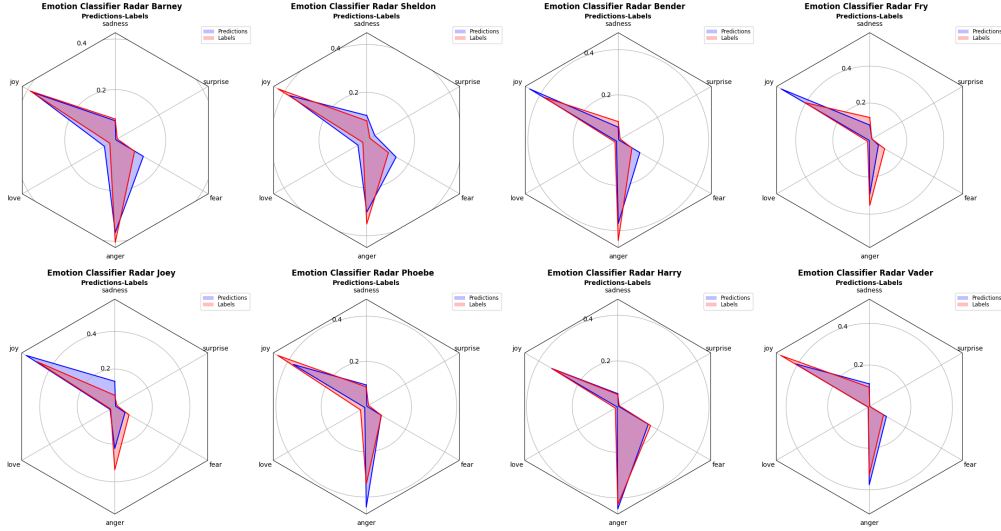 Emotion Classifier Radar Barney
Predictions-Labels
sadness
Predictions
Labels
0.4
0.2
joy
surprise
love
fear
anger
Emotion Classifier Radar Sheldon
Predictions-Labels
sadness
Predictions
Labels
0.4
0.2
joy
surprise
love
fear
anger
Emotion Classifier Radar Bender
Predictions-Labels
sadness
Predictions
Labels
0.4
0.2
joy
surprise
love
fear
anger
Emotion Classifier Radar Fry
Predictions-Labels
sadness
Predictions
Labels
0.4
0.2
joy
surprise
love
fear
anger
Emotion Classifier Radar Joey
Predictions-Labels
sadness
Predictions
Labels
0.4
0.2
joy
surprise
love
fear
anger
Emotion Classifier Radar Phoebe
Predictions-Labels
sadness
Predictions
Labels
0.4
0.2
joy
surprise
love
fear
anger
Emotion Classifier Radar Harry
Predictions-Labels
sadness
Predictions
Labels
0.4
0.2
joy
surprise
love
fear
anger
Emotion Classifier Radar Vader
Predictions-Labels
sadness
Predictions
Labels
0.4
0.2
joy
surprise
love
fear
anger